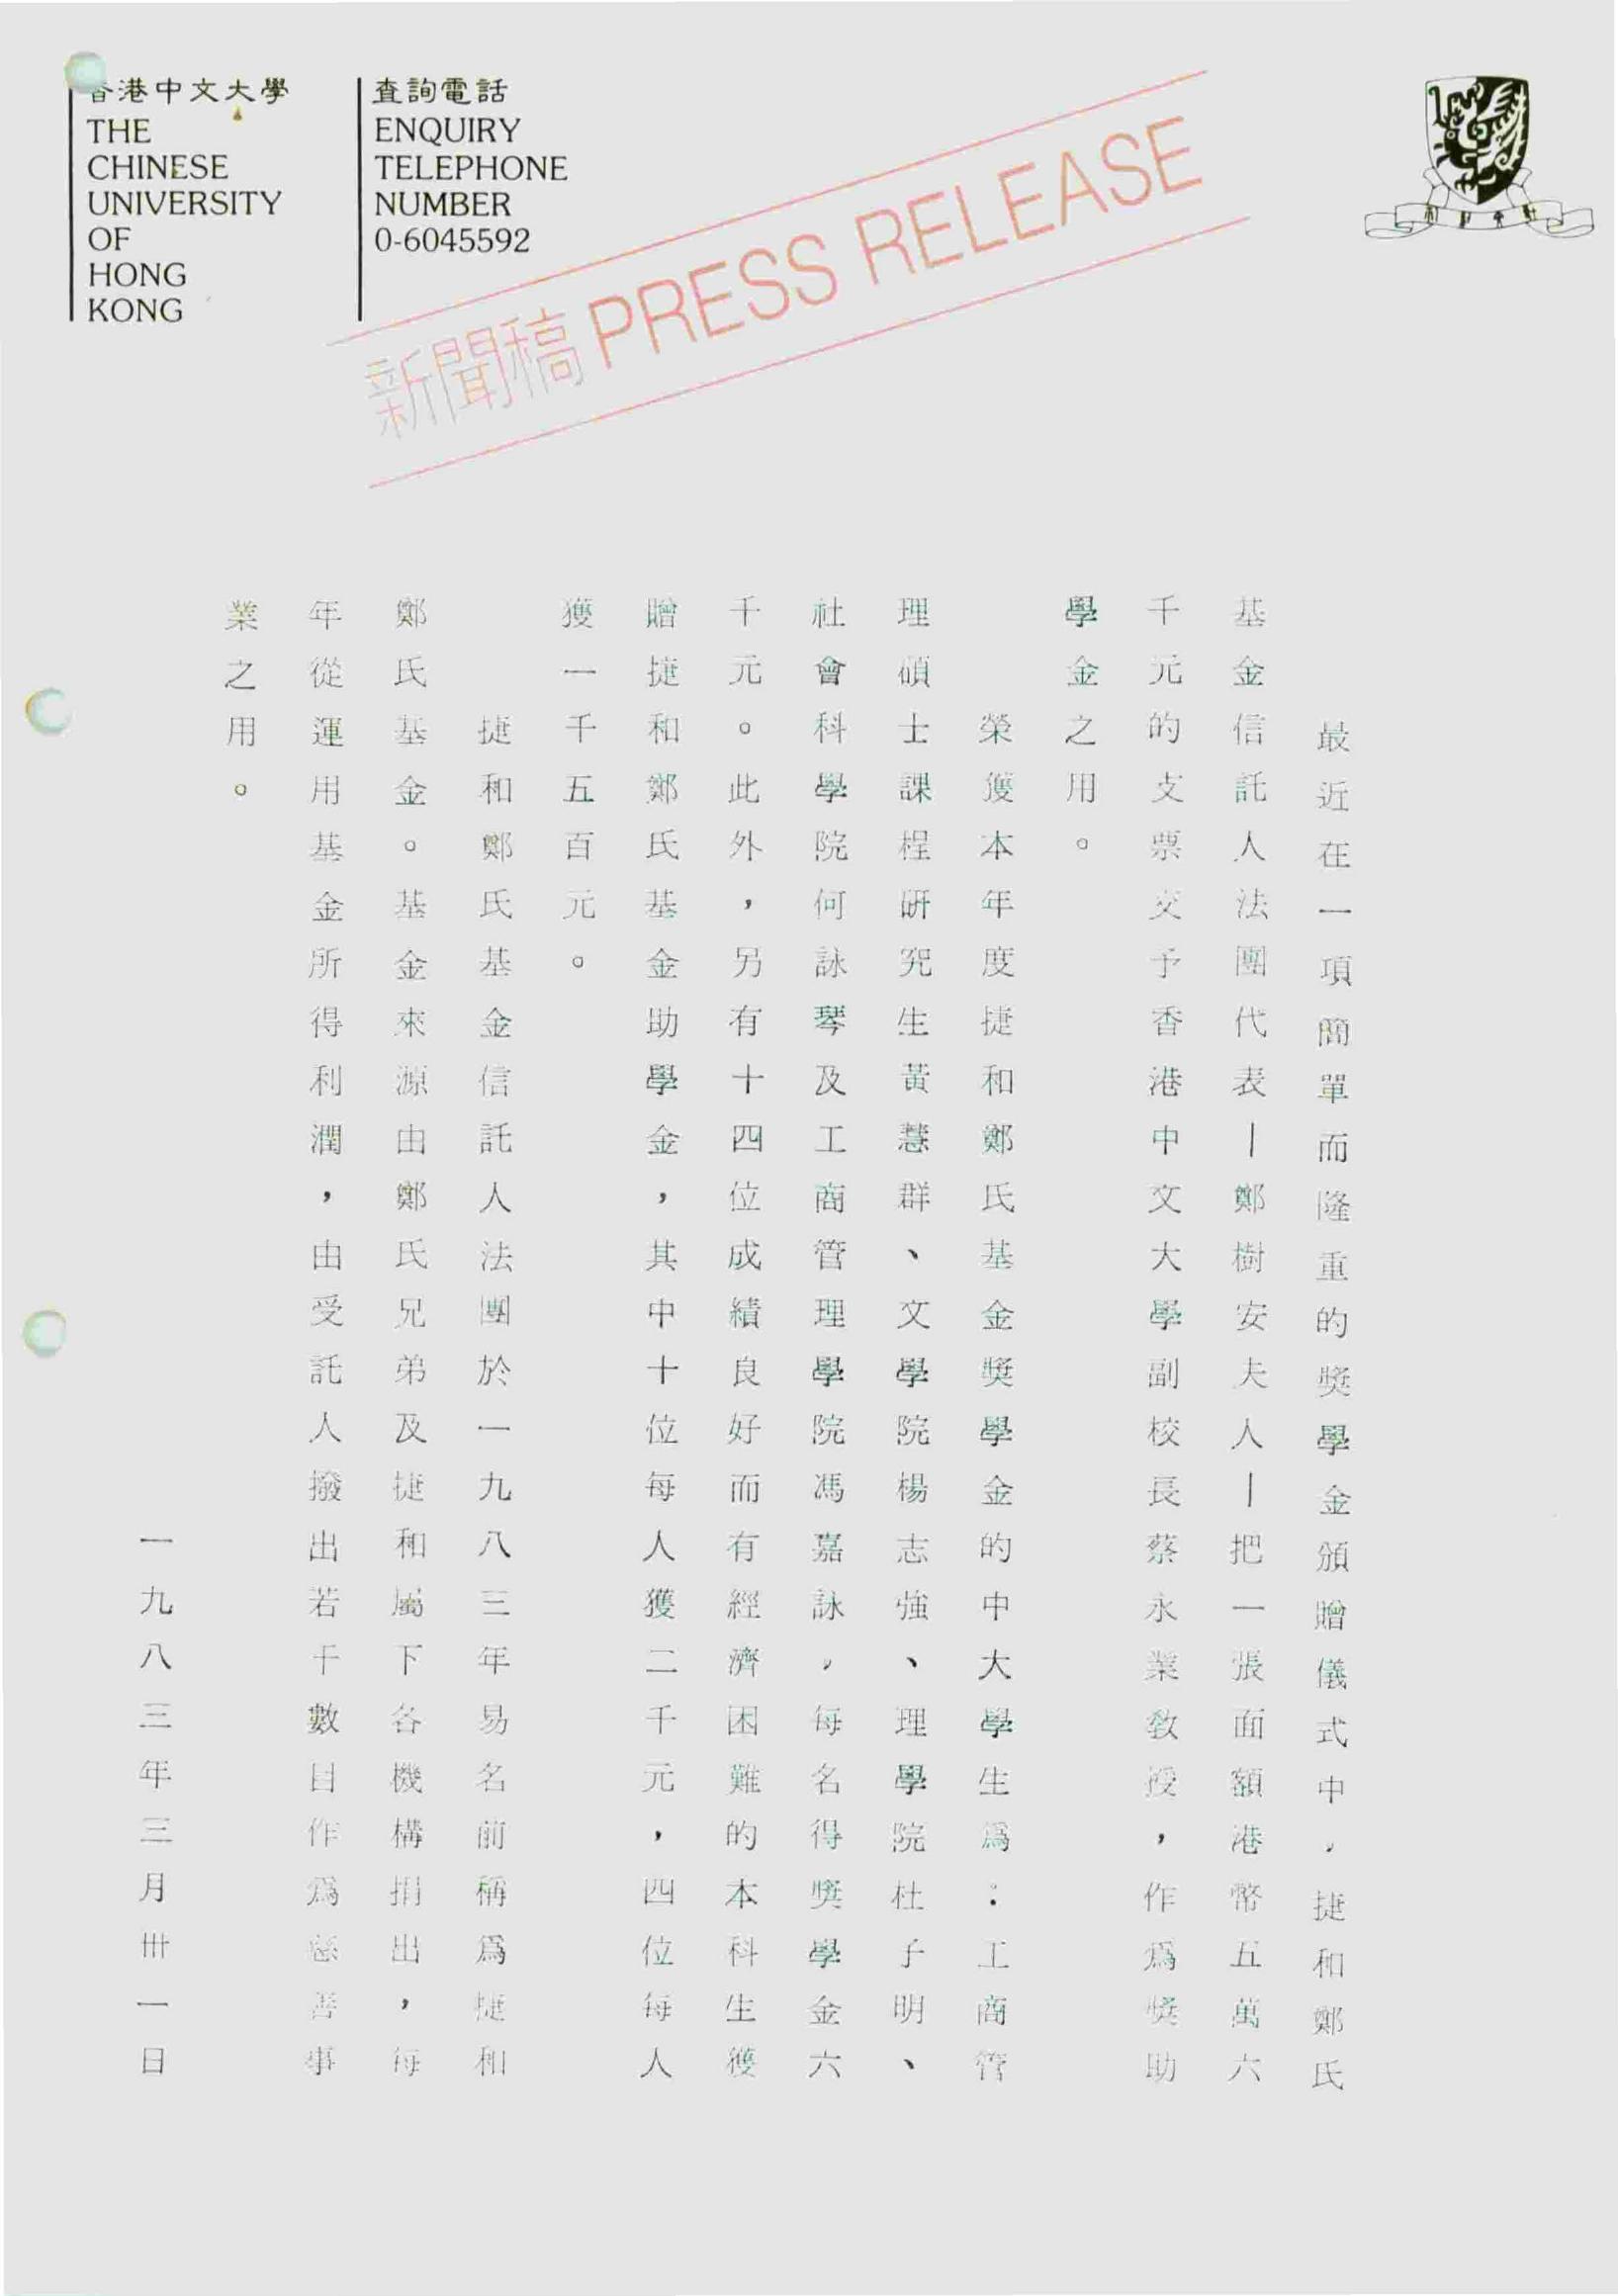 香港中文大學
THE
CHINESE
UNIVERSITY
OF
HONG
KONG
查詢電話
ENQUIRY
TELEPHONE
NUMBER
0-6045592
新聞稿 PRESS RELEASE
最近在一項簡單而隆重的獎學金頒贈儀式中，捷和鄭氏
基金信託人法團代表—鄭樹安夫人—把一張面額港幣五萬六
千元的支票交予香港中文大學副校長蔡永業教授，作為獎助
學金之用。
榮獲本年度捷和鄭氏基金獎學金的中大學生為：工商管
理碩士課程研究生黃慧群、文學院楊志強、理學院杜子明、
社會科學院何詠琴及工商管理學院馮嘉詠，每名得獎學金六
千元。此外，另有十四位成績良好而有經濟困難的本科生獲
贈捷和鄭氏基金助學金，其中十位每人獲二千元，四位每人
獲一千五百元。
捷和鄭氏基金信託人法團於一九八三年易名前稱為捷和
鄭氏基金。基金來源由鄭氏兄弟及捷和屬下各機構捐出，每
年從運用基金所得利潤，由受託人撥出若干數目作為慈善事
業之用。
一九八三年三月卅一日